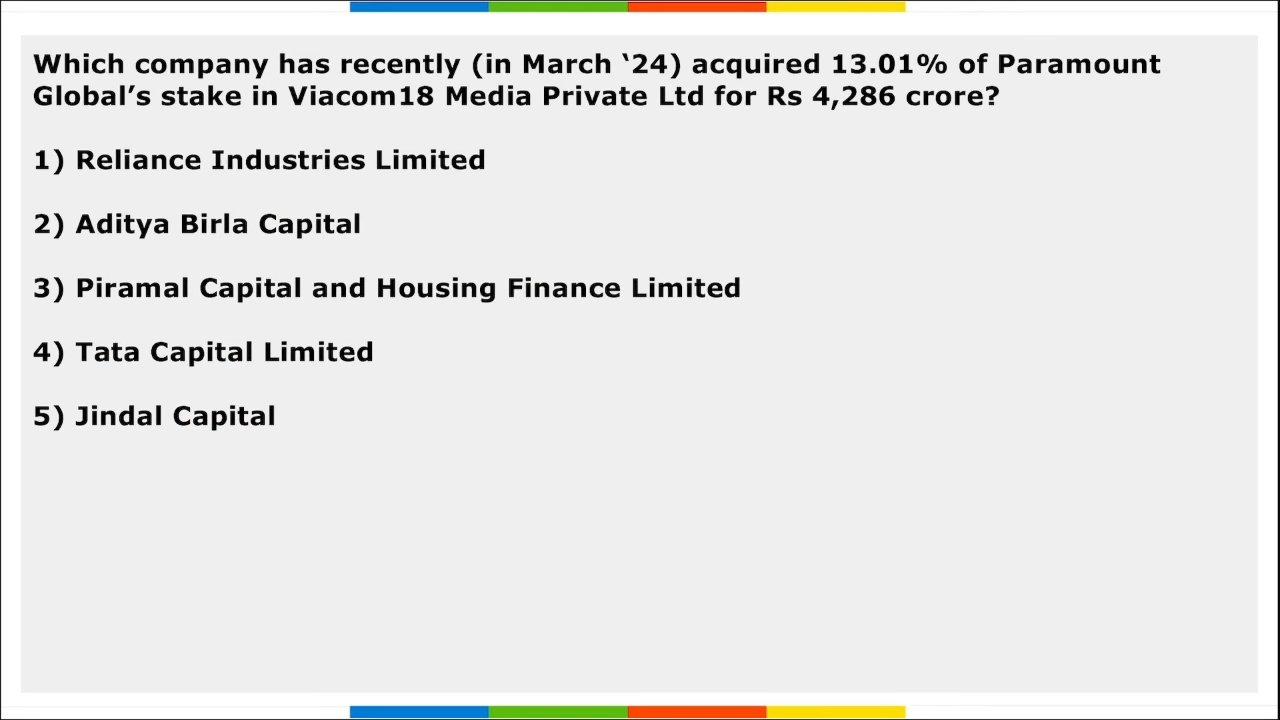 Which company has recently (in March ‘24) acquired 13.01% of Paramount
Global’s stake in Viacom18 Media Private Ltd for Rs 4,286 crore?
1) Reliance Industries Limited
2) Aditya Birla Capital
3) Piramal Capital and Housing Finance Limited
4) Tata Capital Limited
5) Jindal Capital